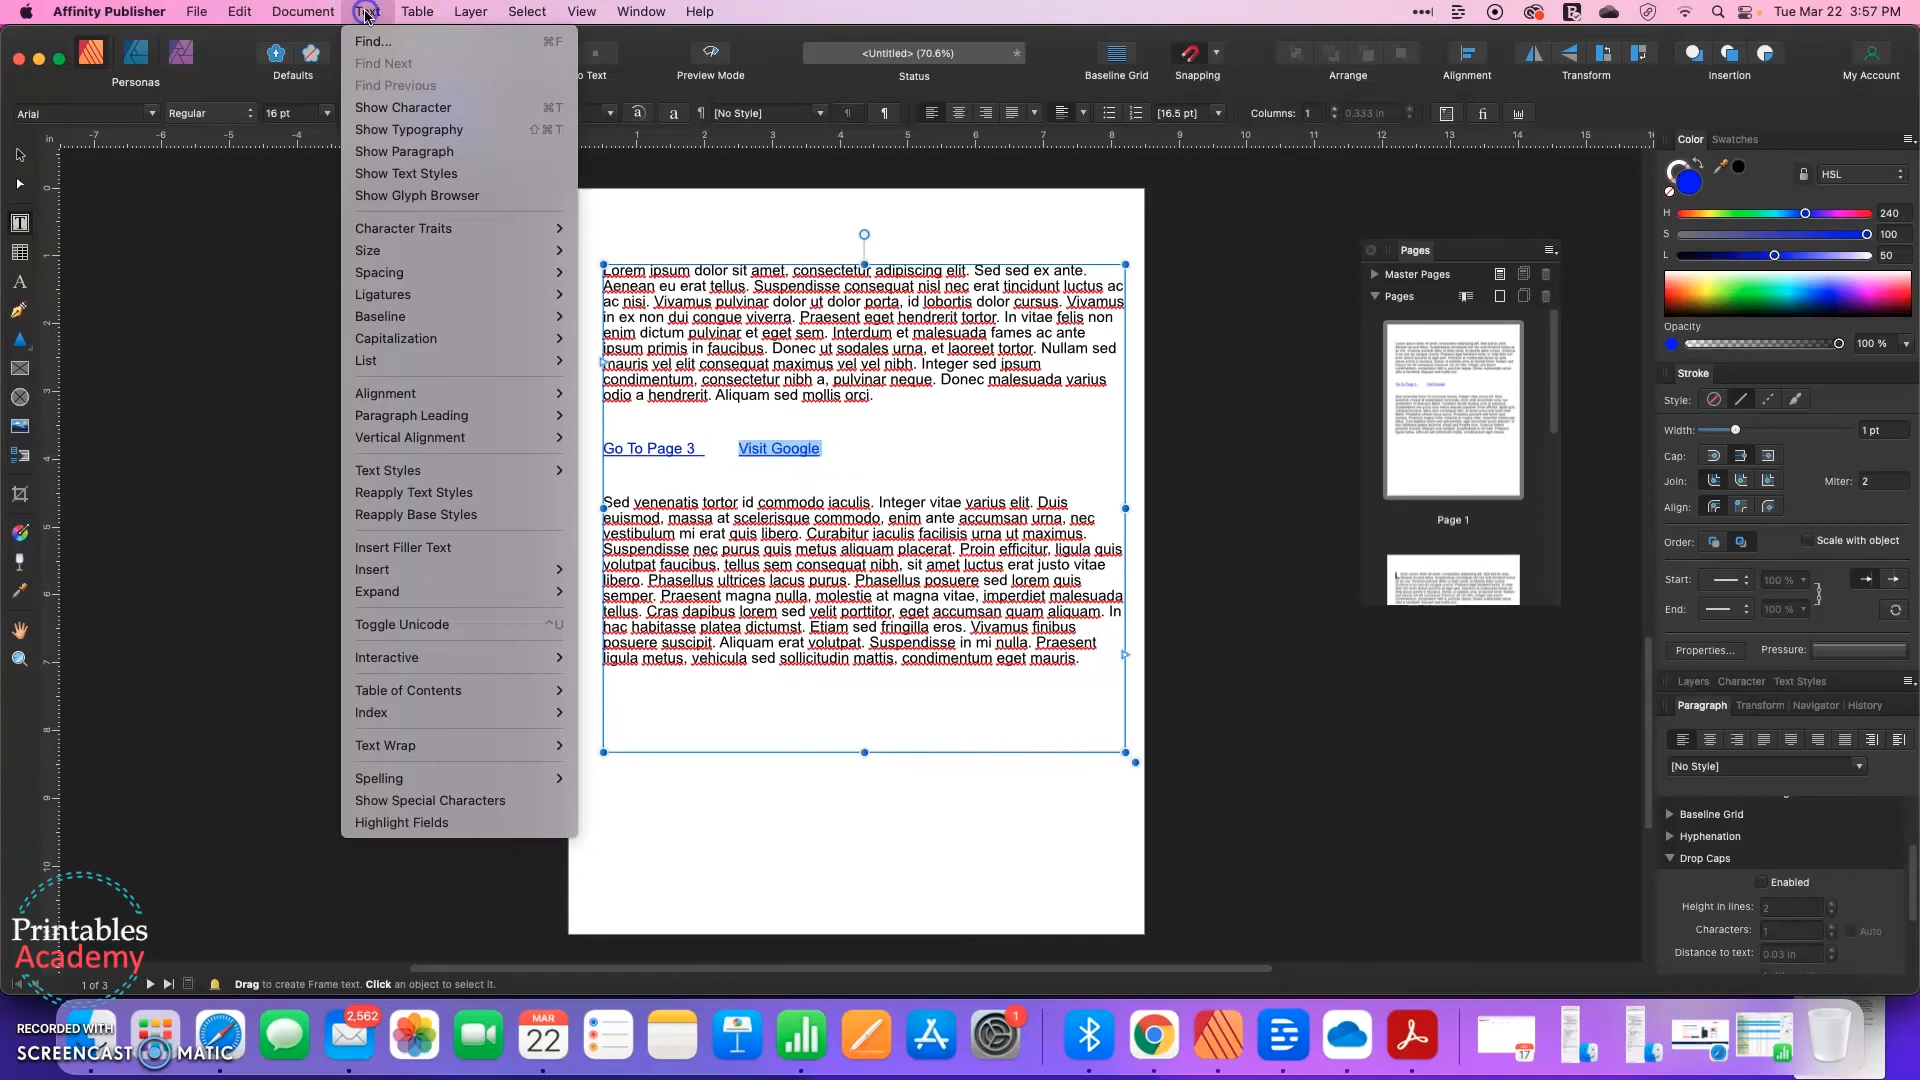 Affinity Publisher File Edit Document Text Table Layer Select View Window Help Tue Mar 22 3:57 PM
<Untitled> (70.6%) *
Personas Defaults Preview Mode Status Baseline Grid Snapping Arrange Alignment Transform Insertion My Account
Arial Regular 16 pt [No Style] [16.5 pt] Columns: 1 0.333 in
Find... ⌘F
Find Next
Find Previous
Show Character ⌘T
Show Typography ⇧⌘T
Show Paragraph
Show Text Styles
Show Glyph Browser
Character Traits
Size
Spacing
Ligatures
Baseline
Capitalization
List
Alignment
Paragraph Leading
Vertical Alignment
Text Styles
Reapply Text Styles
Reapply Base Styles
Insert Filler Text
Insert
Expand
Toggle Unicode ^U
Interactive
Table of Contents
Index
Text Wrap
Spelling
Show Special Characters
Highlight Fields
Lorem ipsum dolor sit amet, consectetur adipiscing elit. Sed sed ex ante.
Aenean eu erat tellus. Suspendisse consequat nisl nec erat tincidunt luctus ac
ac nisi. Vivamus pulvinar dolor ut dolor porta, id lobortis dolor cursus. Vivamus
in ex non dui congue viverra. Praesent eget hendrerit tortor. In vitae felis non
enim dictum pulvinar et eget sem. Interdum et malesuada fames ac ante
ipsum primis in faucibus. Donec ut sodales urna, et laoreet tortor. Nullam sed
mauris vel elit consequat maximus vel vel nibh. Integer sed ipsum
condimentum, consectetur nibh a, pulvinar neque. Donec malesuada varius
odio a hendrerit. Aliquam sed mollis orci.
Go To Page 3 Visit Google
Sed venenatis tortor id commodo iaculis. Integer vitae varius elit. Duis
euismod, massa at scelerisque commodo, enim ante accumsan urna, nec
vestibulum mi erat quis libero. Curabitur iaculis facilisis urna ut maximus.
Suspendisse nec purus quis metus aliquam placerat. Proin efficitur, ligula quis
volutpat faucibus, tellus sem consequat nibh, sit amet luctus erat justo vitae
libero. Phasellus ultrices lacus purus. Phasellus posuere sed lorem quis
semper. Praesent magna nulla, molestie at magna vitae, imperdiet malesuada
tellus. Cras dapibus lorem sed velit porttitor, eget accumsan quam aliquam. In
hac habitasse platea dictumst. Etiam sed fringilla eros. Vivamus finibus
posuere suscipit. Aliquam erat volutpat. Suspendisse in mi nulla. Praesent
ligula metus, vehicula sed sollicitudin mattis, condimentum eget mauris.
Pages
Master Pages
Pages
Page 1
Color Swatches
HSL
H 240
S 100
L 50
Opacity
100 %
Stroke
Style:
Width: 1 pt
Cap:
Join: Miter: 2
Align:
Order: Scale with object
Start: 100 %
End: 100 %
Properties... Pressure:
Layers Character Text Styles
Paragraph Transform Navigator History
[No Style]
Baseline Grid
Hyphenation
Drop Caps
Enabled
Height in lines: 2
Characters: 1 Auto
Distance to text: 0.03 in
Printables
Academy
1 of 3 Drag to create Frame text. Click an object to select it.
RECORDED WITH
SCREENCAST MATIC
2,562
MAR
22
1
17